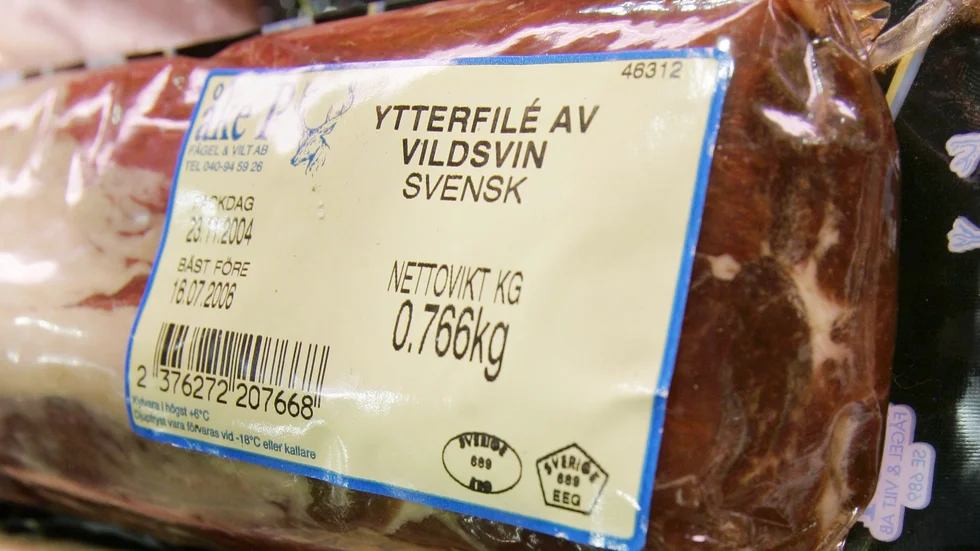 46312
åke P
FÅGEL & VILT AB
TEL 040-94 59 26
YTTERFILÉ AV
VILDSVIN
SVENSK
PACKDAG
23.11.2004
BÄST FÖRE
16.07.2006
NETTOVIKT KG
0.766kg
2 376272 207668
Kylvara i högst +6°C
Djupfryst vara förvaras vid -18°C eller kallare
SVERIGE
689
SVERIGE
689
EEG
SE 689
FÅGEL & VILT AB